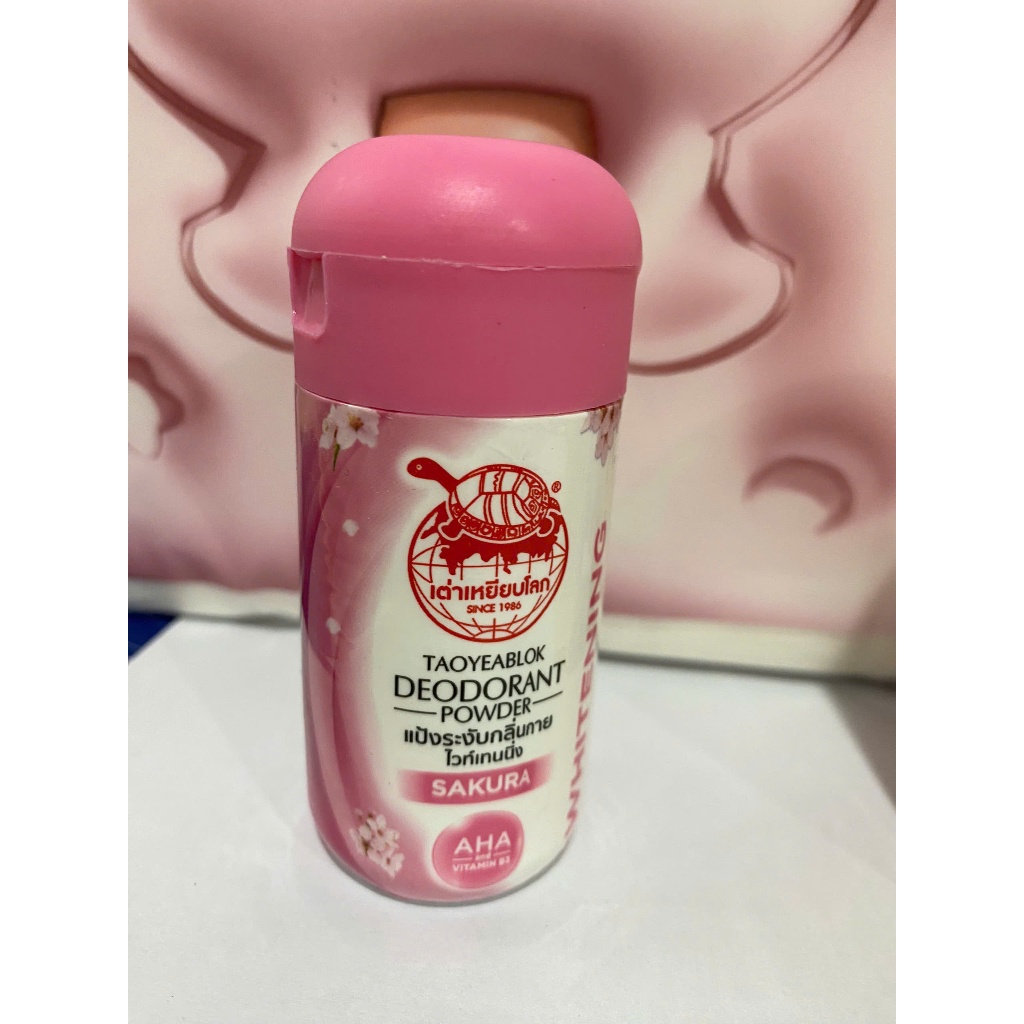 ®
เต่าเหยียบโลก
SINCE 1986
TAOYEABLOK
DEODORANT
POWDER
แป้งระงับกลิ่นกาย
ไวท์เทนนิ่ง
SAKURA
AHA
and
VITAMIN B3
WHITENING